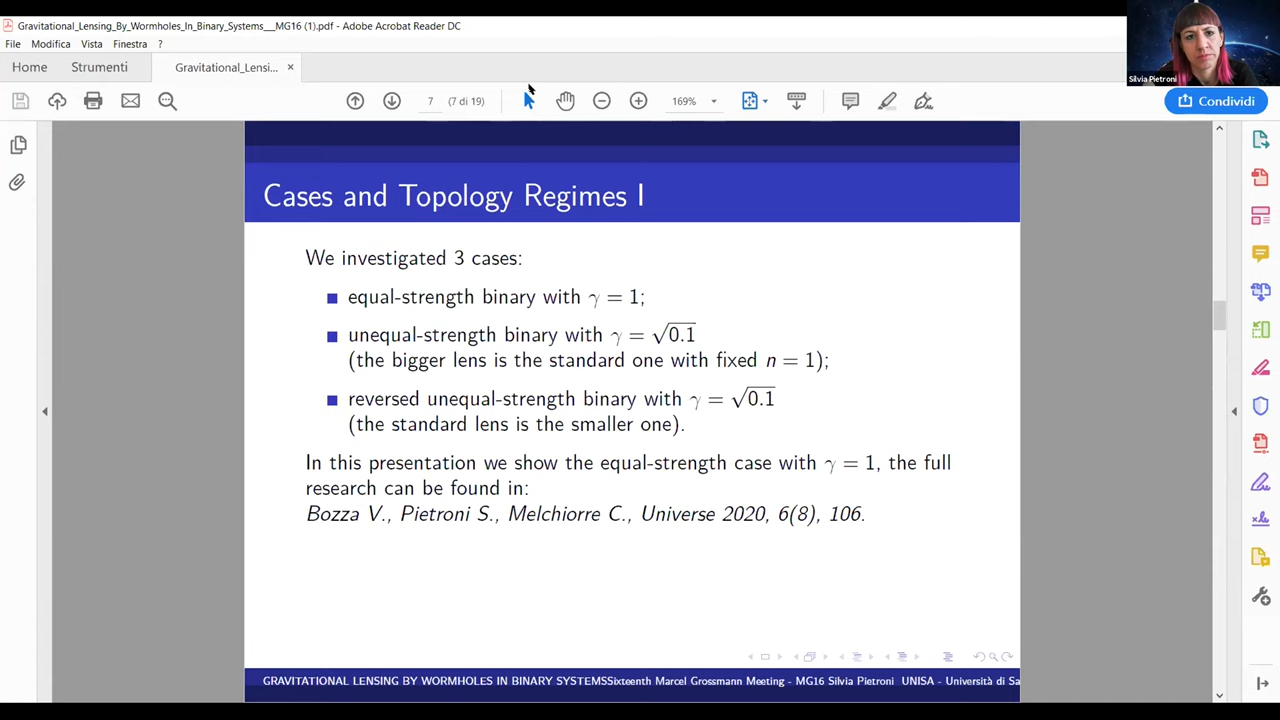 Gravitational_Lensing_By_Wormholes_In_Binary_Systems__MG16 (1).pdf - Adobe Acrobat Reader DC
File Modifica Vista Finestra ?
Home Strumenti Gravitational_Lensi... ×
7 (7 di 19) 169% Condividi
Silvia Pietroni
Cases and Topology Regimes I
We investigated 3 cases:
equal-strength binary with γ = 1;
unequal-strength binary with γ = √0.1
(the bigger lens is the standard one with fixed n = 1);
reversed unequal-strength binary with γ = √0.1
(the standard lens is the smaller one).
In this presentation we show the equal-strength case with γ = 1, the full
research can be found in:
Bozza V., Pietroni S., Melchiorre C., Universe 2020, 6(8), 106.
GRAVITATIONAL LENSING BY WORMHOLES IN BINARY SYSTEMSSixteenth Marcel Grossmann Meeting - MG16 Silvia Pietroni UNISA - Università di Sa